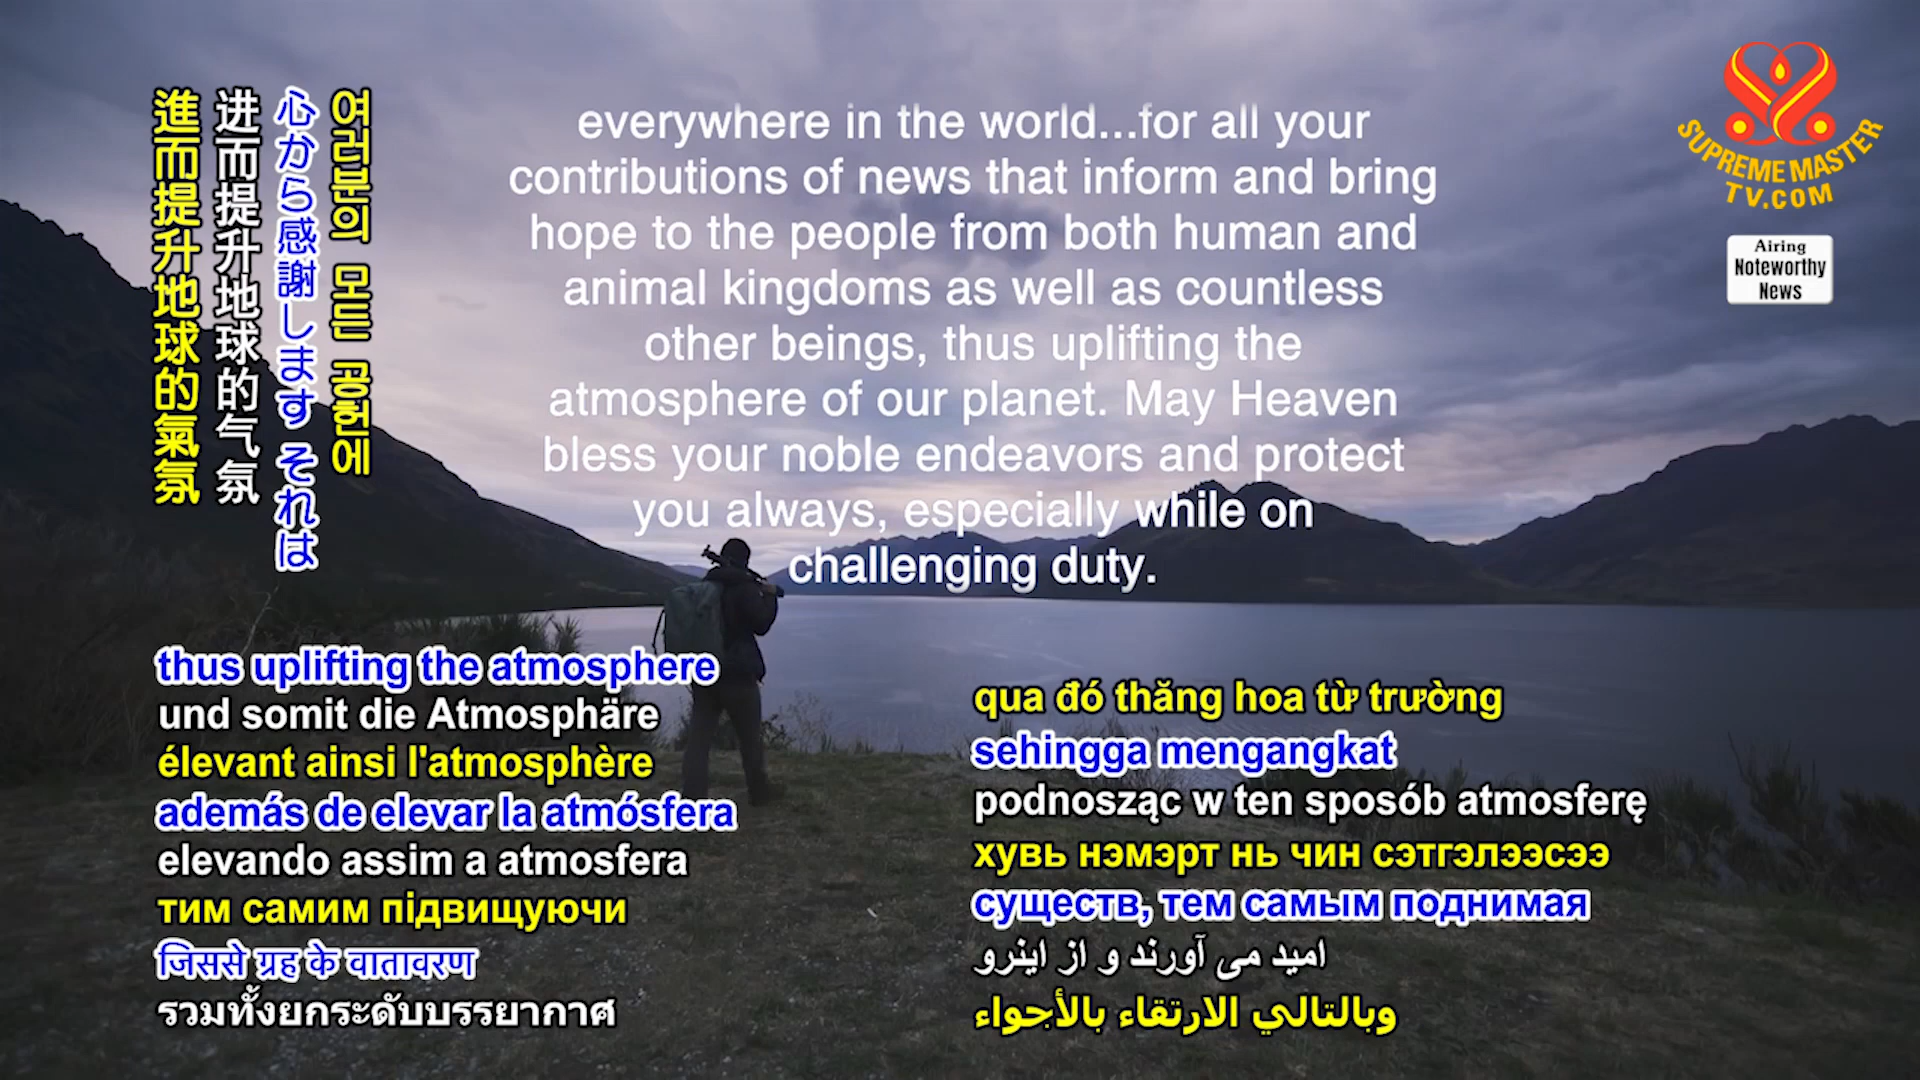 everywhere in the world...for all your
contributions of news that inform and bring
hope to the people from both human and
animal kingdoms as well as countless
other beings, thus uplifting the
atmosphere of our planet. May Heaven
bless your noble endeavors and protect
you always, especially while on
challenging duty.
SUPREME MASTER
TV.COM
Airing
Noteworthy
News
여러분의 모든 공헌에
心から感謝します それは
进而提升地球的气氛
進而提升地球的氣氛
thus uplifting the atmosphere
und somit die Atmosphäre
élevant ainsi l'atmosphère
además de elevar la atmósfera
elevando assim a atmosfera
тим самим підвищуючи
जिससे ग्रह के वातावरण
รวมทั้งยกระดับบรรยากาศ
qua đó thăng hoa từ trường
sehingga mengangkat
podnosząc w ten sposób atmosferę
хувь нэмэрт нь чин сэтгэлээсээ
существ, тем самым поднимая
امید می آورند و از اینرو
وبالتالي الارتقاء بالأجواء